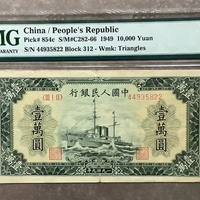 MG
China / People's Republic
Pick# 854c S/M#C282-66 1949 10,000 Yuan
S/N 44935822 Block 312 - Wmk: Triangles
行銀民人國中
44935822
壹萬圓
壹萬圓